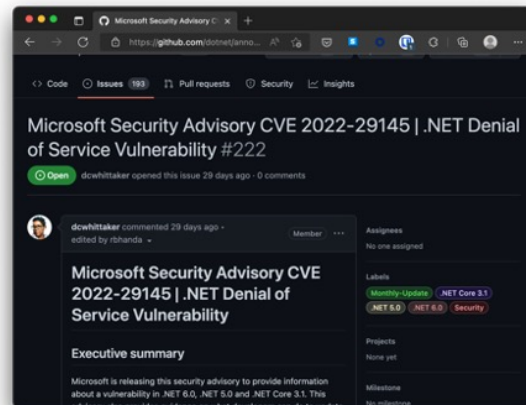 Microsoft Security Advisory C
https://github.com/dotnet/anno...
Code
Issues 193
Pull requests
Security
Insights
Microsoft Security Advisory CVE 2022-29145 | .NET Denial
of Service Vulnerability #222
Open dcwhittaker opened this issue 29 days ago · 0 comments
dcwhittaker commented 29 days ago •
edited by rbhanda
Member
Microsoft Security Advisory CVE
2022-29145 | .NET Denial of
Service Vulnerability
Executive summary
Microsoft is releasing this security advisory to provide information
about a vulnerability in .NET 6.0, .NET 5.0 and .NET Core 3.1. This
Assignees
No one assigned
Labels
Monthly-Update .NET Core 3.1
.NET 5.0 .NET 6.0 Security
Projects
None yet
Milestone
No milestone